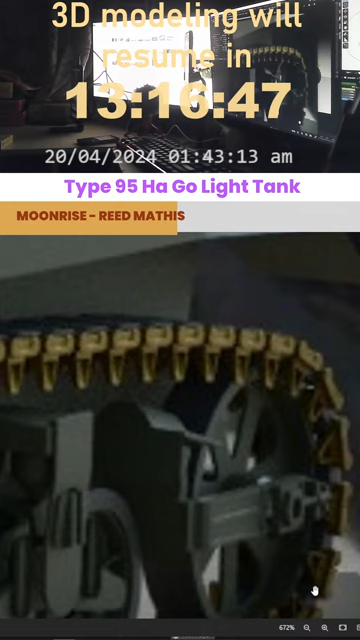 3D modeling will
resume in
13:16:47
20/04/2024 01:43:13 am
Type 95 Ha Go Light Tank
MOONRISE - REED MATHIS
672%